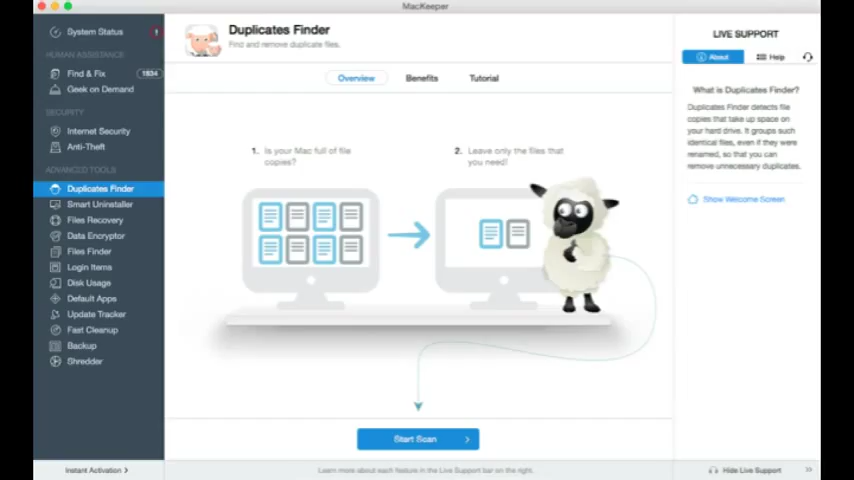 MacKeeper
System Status
1
HUMAN ASSISTANCE
Find & Fix
1834
Geek on Demand
SECURITY
Internet Security
Anti-Theft
ADVANCED TOOLS
Duplicates Finder
Smart Uninstaller
Files Recovery
Data Encryptor
Files Finder
Login Items
Disk Usage
Default Apps
Update Tracker
Fast Cleanup
Backup
Shredder
Instant Activation >
Duplicates Finder
Find and remove duplicate files.
Overview
Benefits
Tutorial
1. Is your Mac full of file
copies?
2. Leave only the files that
you need!
Start Scan >
Learn more about each feature in the Live Support bar on the right.
LIVE SUPPORT
About
Help
What is Duplicates Finder?
Duplicates Finder detects file
copies that take up space on
your hard drive. It groups such
identical files, even if they were
renamed, so that you can
remove unnecessary duplicates.
Show Welcome Screen
Hide Live Support >>